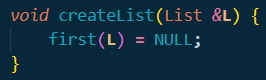 void createList(List &L) {
    first(L) = NULL;
}